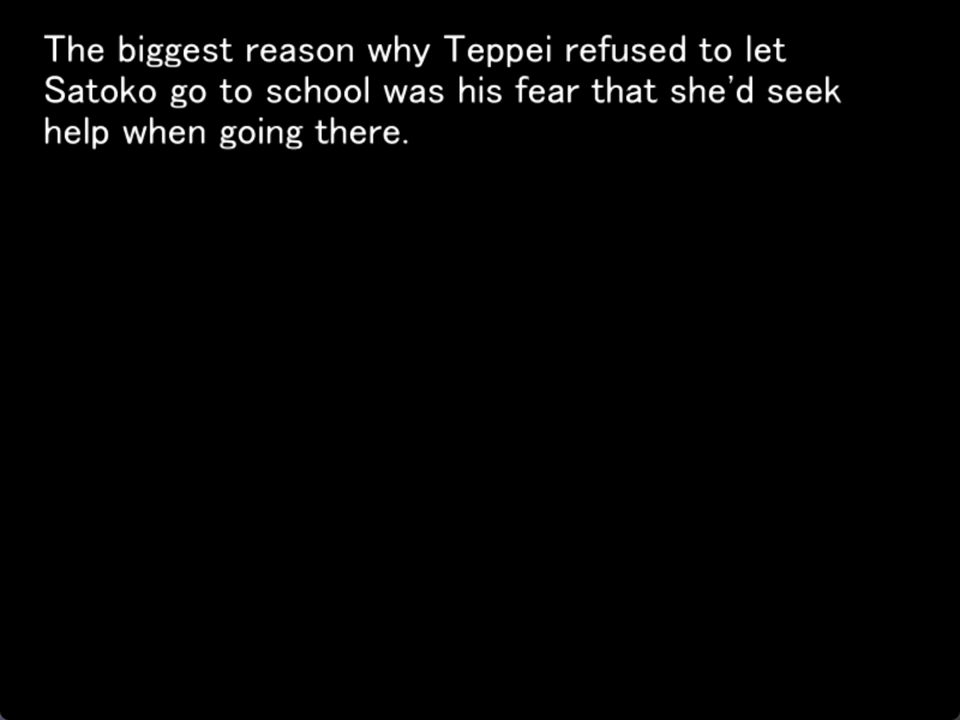 The biggest reason why Teppei refused to let
Satoko go to school was his fear that she'd seek
help when going there.